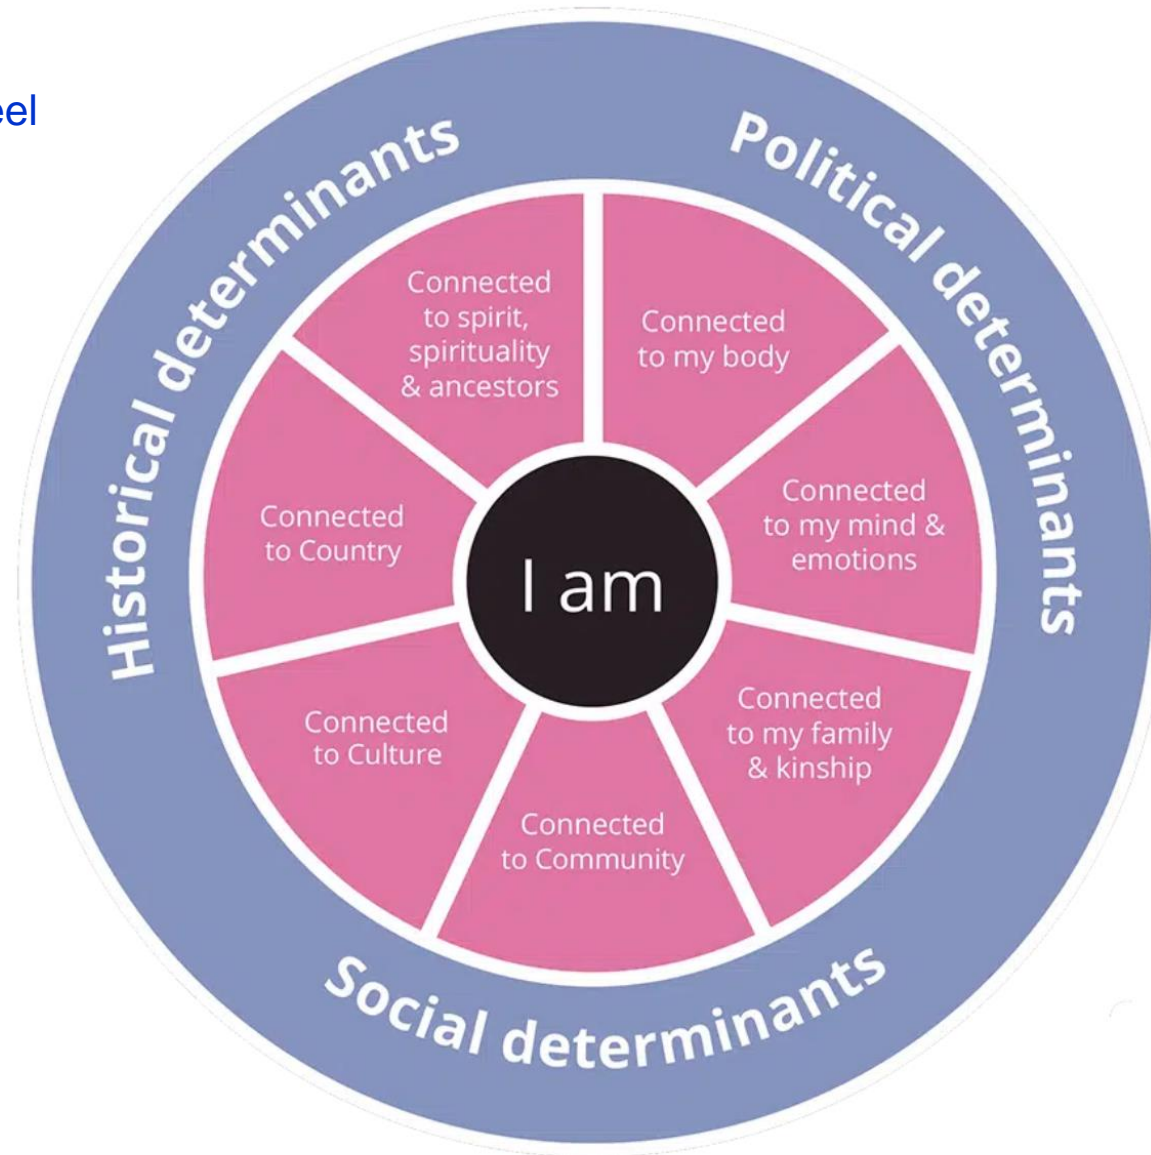 eel
Historical determinants
Political determinants
Connected
to spirit,
spirituality
& ancestors
Connected
to my body
Connected
to Country
Connected
to my mind &
emotions
I am
Connected
to Culture
Connected
to my family
& kinship
Connected
to Community
Social determinants